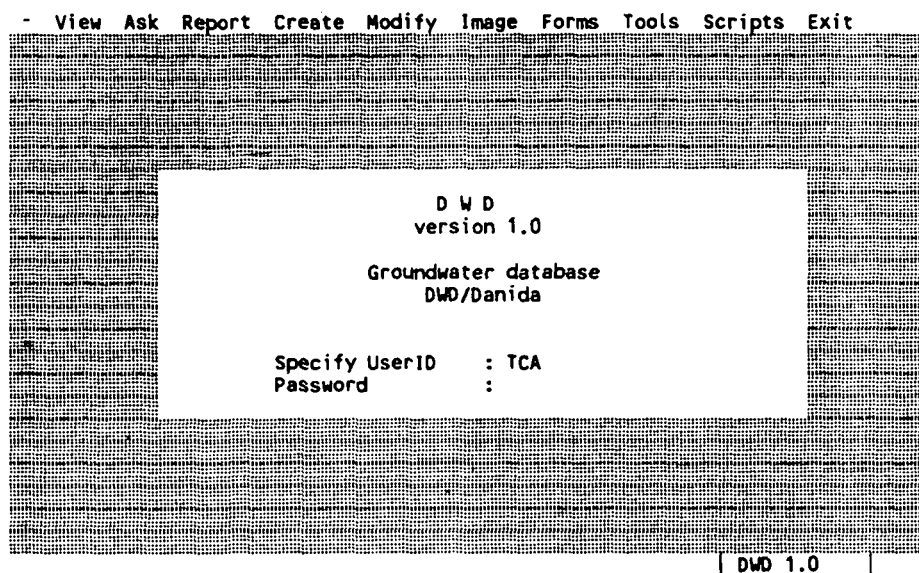 - View Ask Report Create Modify Image Forms Tools Scripts Exit
D W D
version 1.0
Groundwater database
DWD/Danida
Specify UserID : TCA
Password :
DWD 1.0